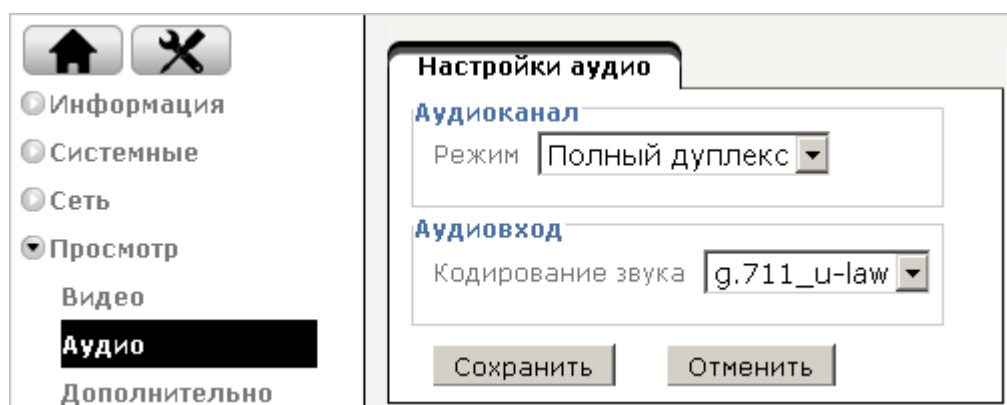 Информация
Системные
Сеть
Просмотр
Видео
Аудио
Дополнительно
Настройки аудио
Аудиоканал
Режим Полный дуплекс
Аудиовход
Кодирование звука g.711_u-law
Сохранить Отменить